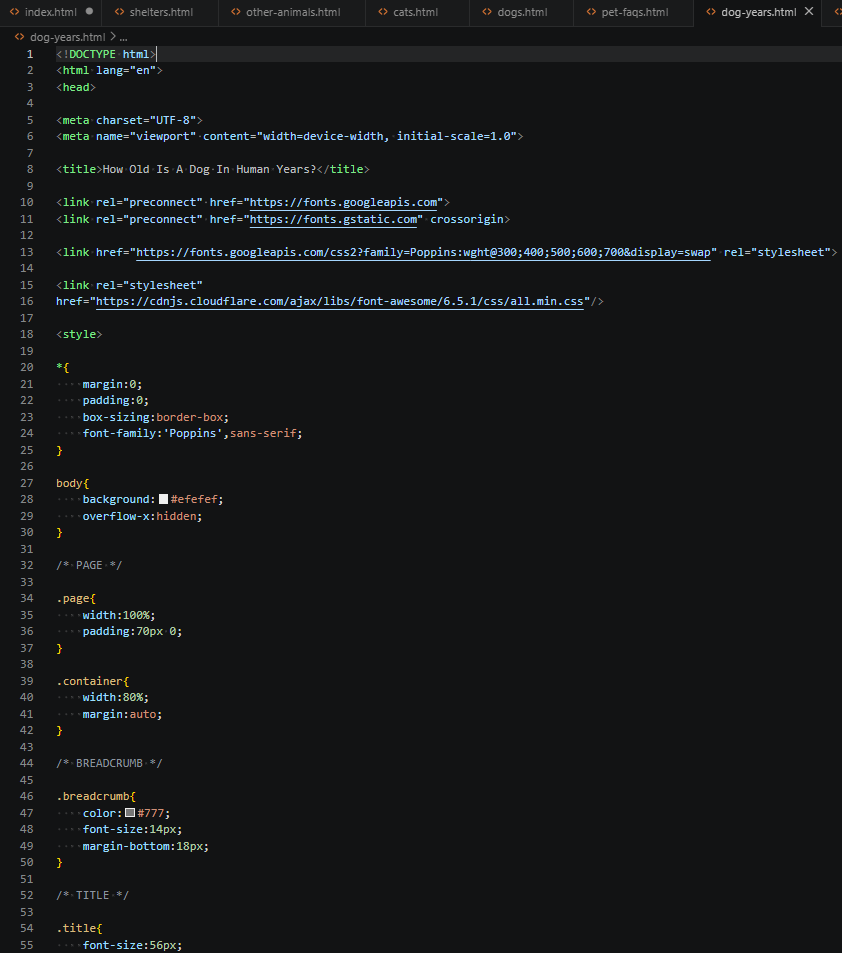 index.html shelters.html other-animals.html cats.html dogs.html pet-faqs.html dog-years.html
dog-years.html > ...
1 <!DOCTYPE html>
2 <html lang="en">
3 <head>
4
5 <meta charset="UTF-8">
6 <meta name="viewport" content="width=device-width, initial-scale=1.0">
7
8 <title>How Old Is A Dog In Human Years?</title>
9
10 <link rel="preconnect" href="https://fonts.googleapis.com">
11 <link rel="preconnect" href="https://fonts.gstatic.com" crossorigin>
12
13 <link href="https://fonts.googleapis.com/css2?family=Poppins:wght@300;400;500;600;700&display=swap" rel="stylesheet">
14
15 <link rel="stylesheet"
16 href="https://cdnjs.cloudflare.com/ajax/libs/font-awesome/6.5.1/css/all.min.css"/>
17
18 <style>
19
20 *{
21     margin:0;
22     padding:0;
23     box-sizing:border-box;
24     font-family:'Poppins',sans-serif;
25 }
26
27 body{
28     background:#efefef;
29     overflow-x:hidden;
30 }
31
32 /* PAGE */
33
34 .page{
35     width:100%;
36     padding:70px 0;
37 }
38
39 .container{
40     width:80%;
41     margin:auto;
42 }
43
44 /* BREADCRUMB */
45
46 .breadcrumb{
47     color:#777;
48     font-size:14px;
49     margin-bottom:18px;
50 }
51
52 /* TITLE */
53
54 .title{
55     font-size:56px;